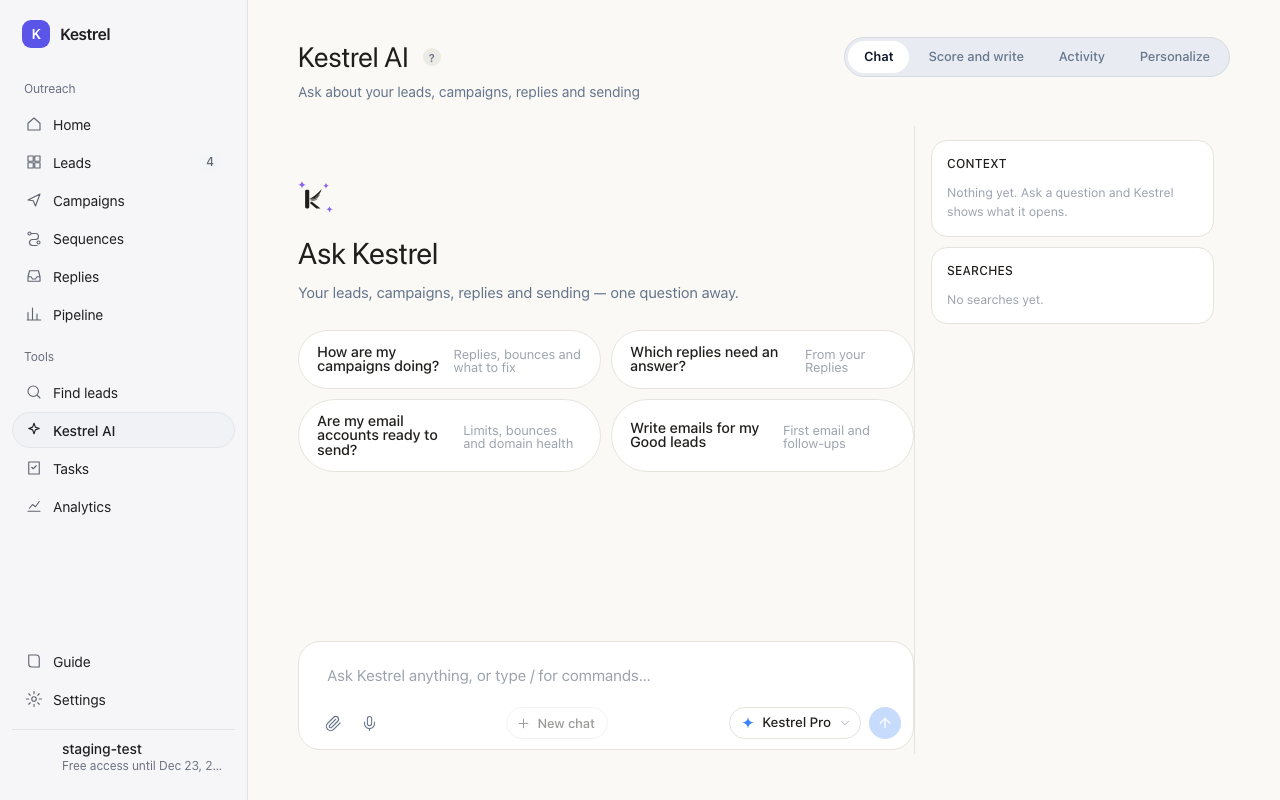 K Kestrel
Outreach
Home
Leads 4
Campaigns
Sequences
Replies
Pipeline
Tools
Find leads
Kestrel AI
Tasks
Analytics
Guide
Settings
staging-test
Free access until Dec 23, 2...
Kestrel AI ?
Ask about your leads, campaigns, replies and sending
Chat Score and write Activity Personalize
K
Ask Kestrel
Your leads, campaigns, replies and sending — one question away.
How are my
campaigns doing?
Replies, bounces and
what to fix
Which replies need an
answer?
From your
Replies
Are my email
accounts ready to
send?
Limits, bounces
and domain health
Write emails for my
Good leads
First email and
follow-ups
Ask Kestrel anything, or type / for commands...
New chat
Kestrel Pro
CONTEXT
Nothing yet. Ask a question and Kestrel
shows what it opens.
SEARCHES
No searches yet.